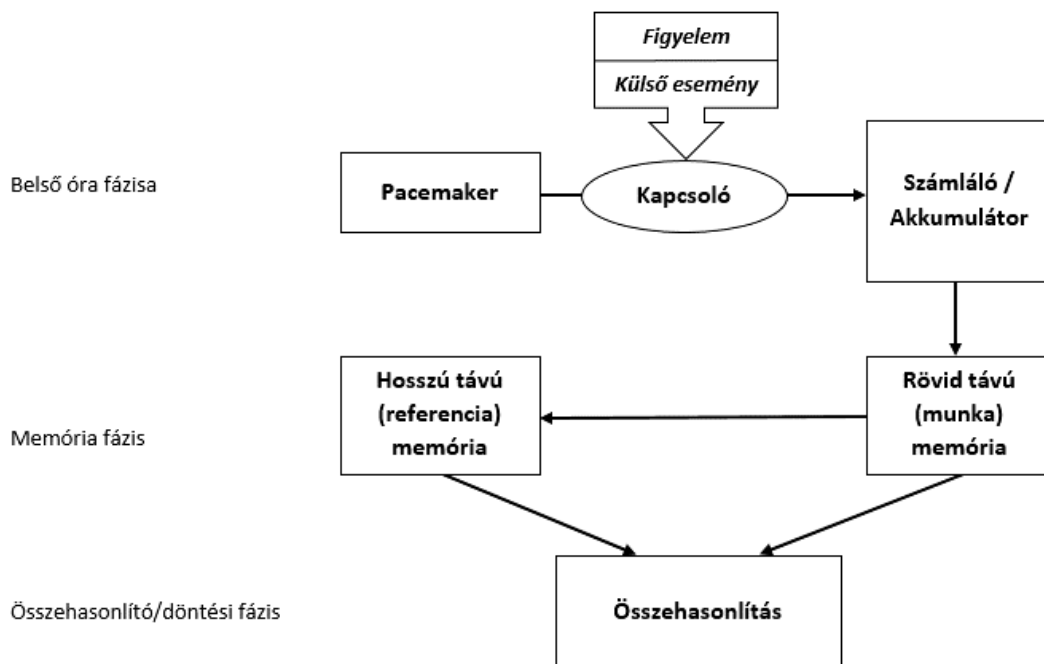 Figyelem
Külső esemény
Belső óra fázisa
Pacemaker
Kapcsoló
Számláló /
Akkumulátor
Memória fázis
Hosszú távú
(referencia)
memória
Rövid távú
(munka)
memória
Összehasonlító/döntési fázis
Összehasonlítás